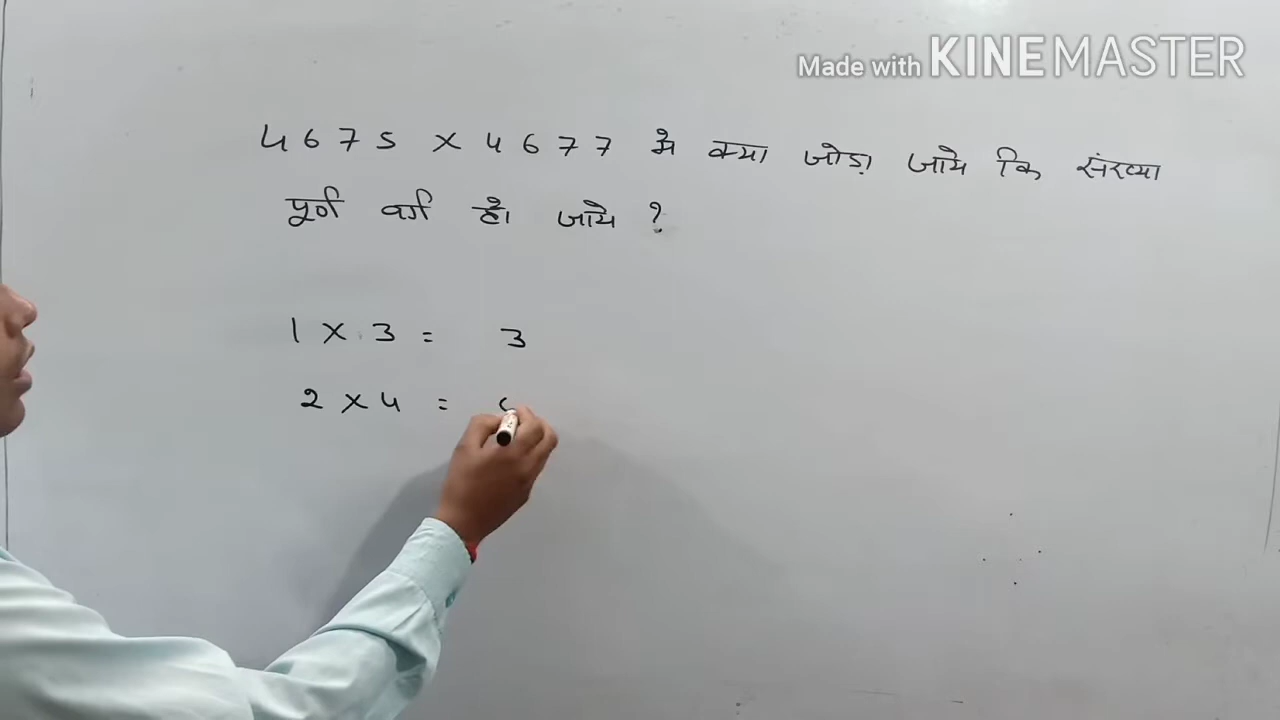 Made with KINEMASTER
4675 × 4677 मे क्या जोड़ा जाये कि संख्या
पूर्ण वर्ग हो जाये ?
1 × 3 = 3
2 × 4 =